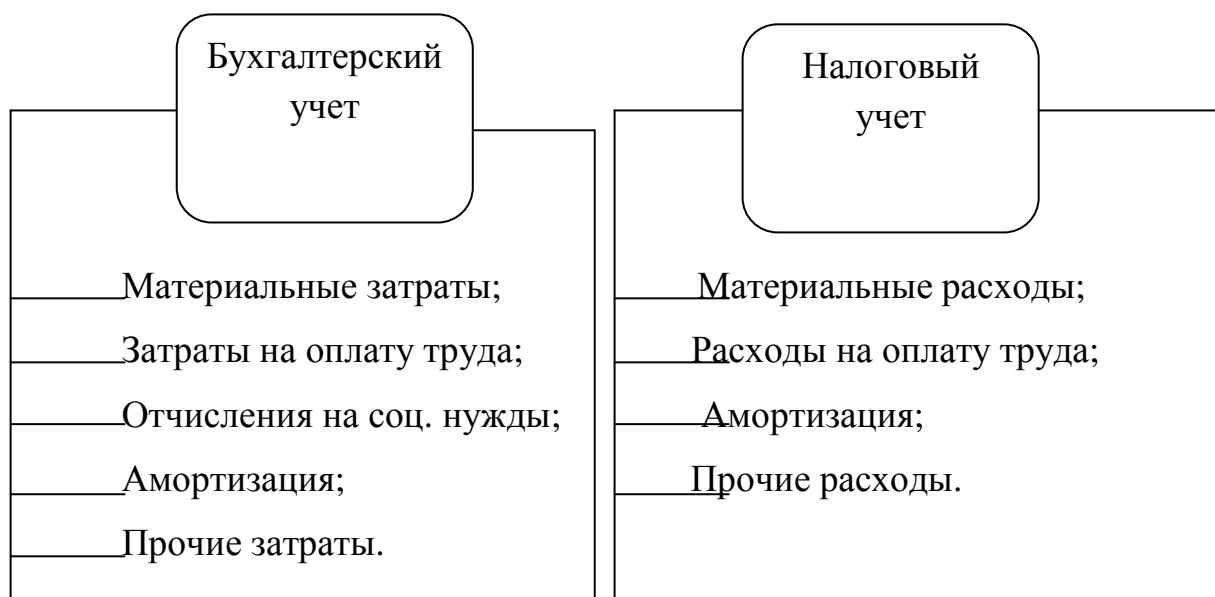 Бухгалтерский
учет
Материальные затраты;
Затраты на оплату труда;
Отчисления на соц. нужды;
Амортизация;
Прочие затраты.
Налоговый
учет
Материальные расходы;
Расходы на оплату труда;
Амортизация;
Прочие расходы.